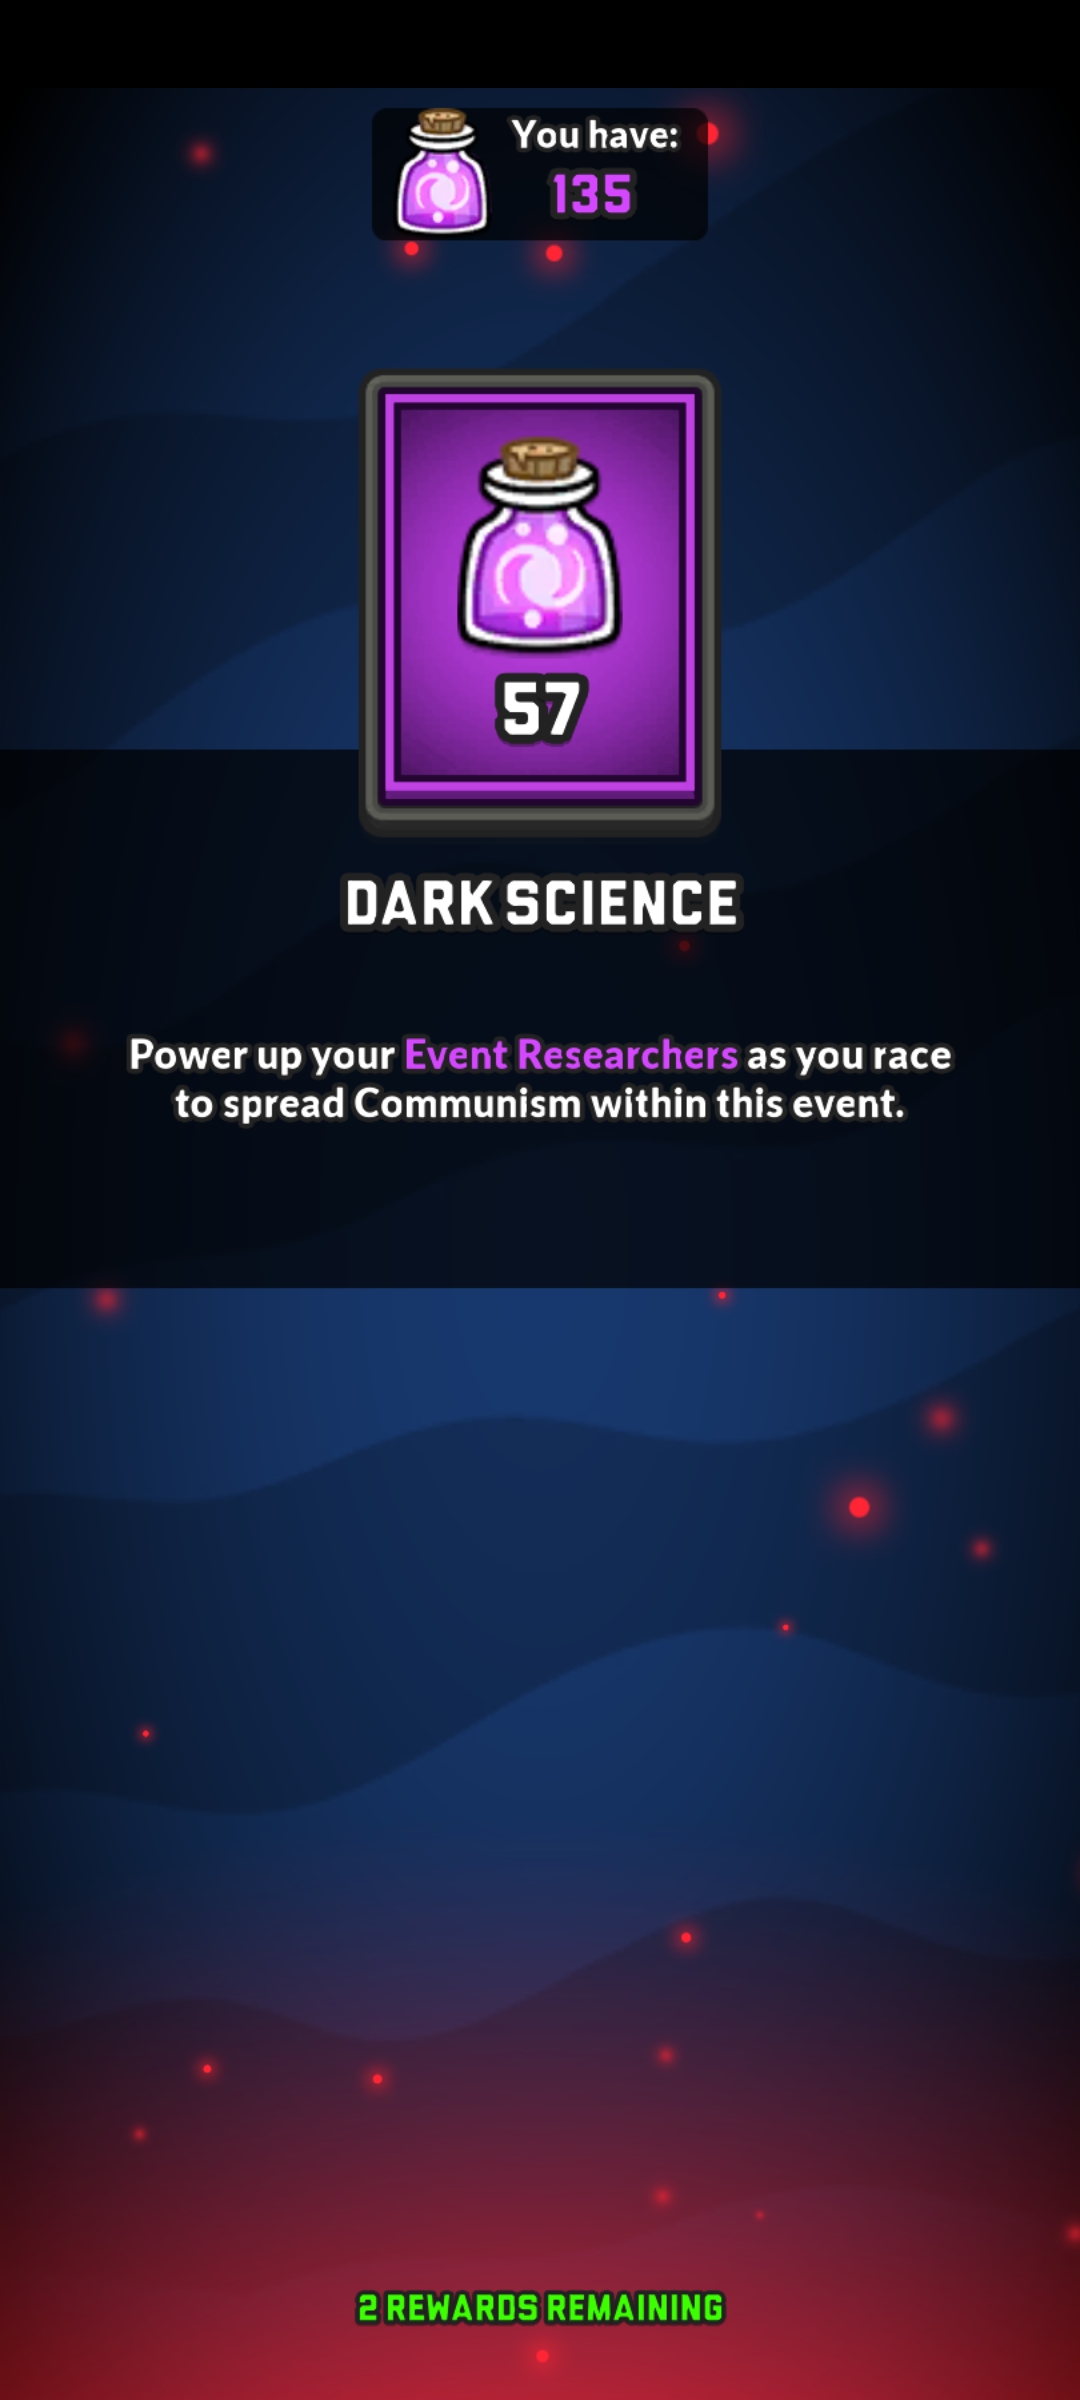 You have:
135
57
DARK SCIENCE
Power up your Event Researchers as you race
to spread Communism within this event.
2 REWARDS REMAINING